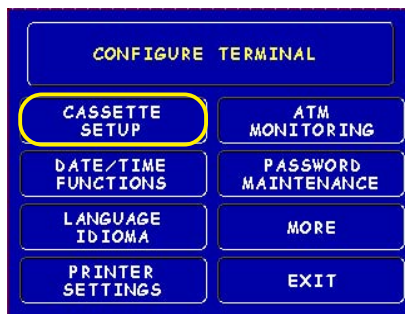 CONFIGURE TERMINAL
CASSETTE
SETUP
ATM
MONITORING
DATE/TIME
FUNCTIONS
PASSWORD
MAINTENANCE
LANGUAGE
IDIOMA
MORE
PRINTER
SETTINGS
EXIT